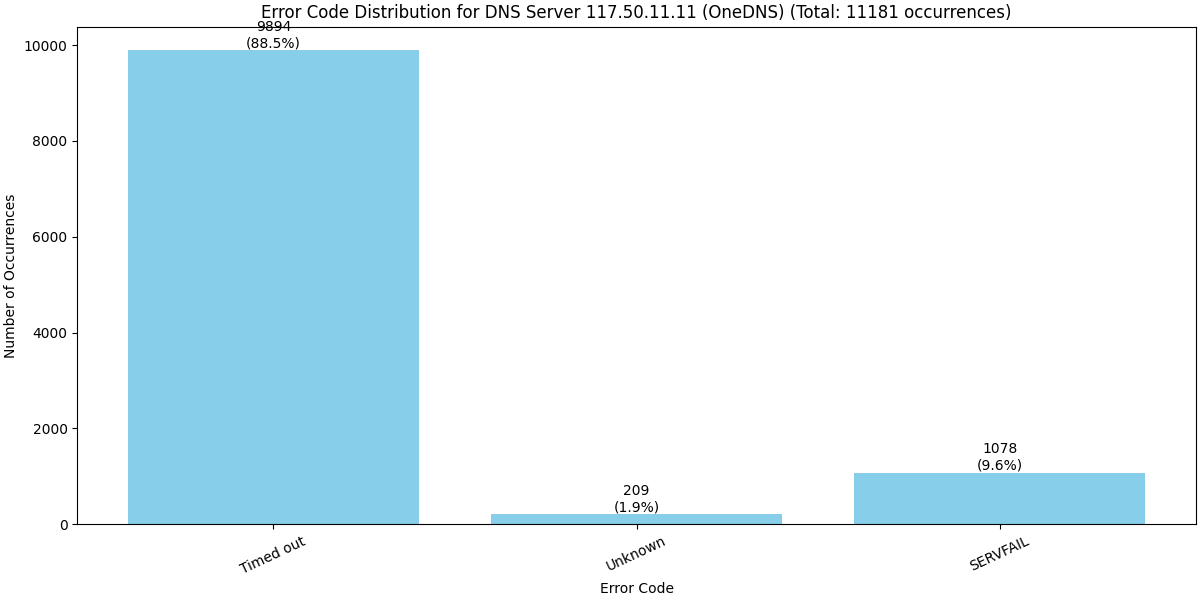 Error Code Distribution for DNS Server 117.50.11.11 (OneDNS) (Total: 11181 occurrences)
9894
(88.5%)
10000
8000
6000
4000
2000
0
Number of Occurrences
209
(1.9%)
1078
(9.6%)
Timed out
Unknown
SERVFAIL
Error Code